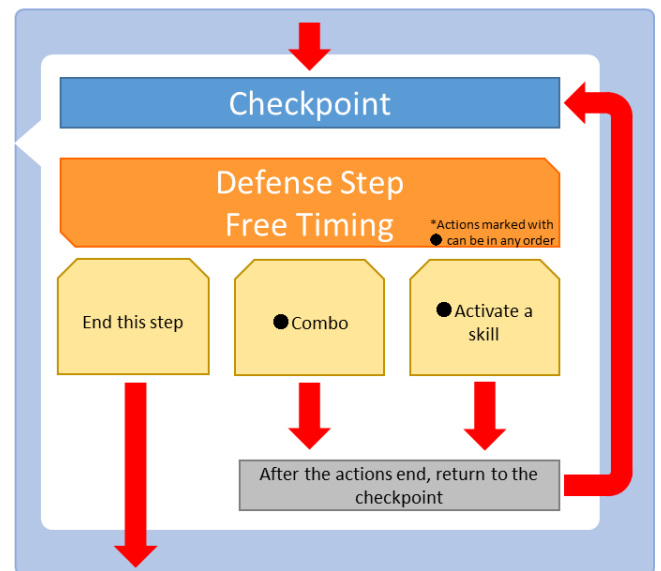 Checkpoint
Defense Step
Free Timing
*Actions marked with
● can be in any order
End this step
●Combo
●Activate a
skill
After the actions end, return to the
checkpoint